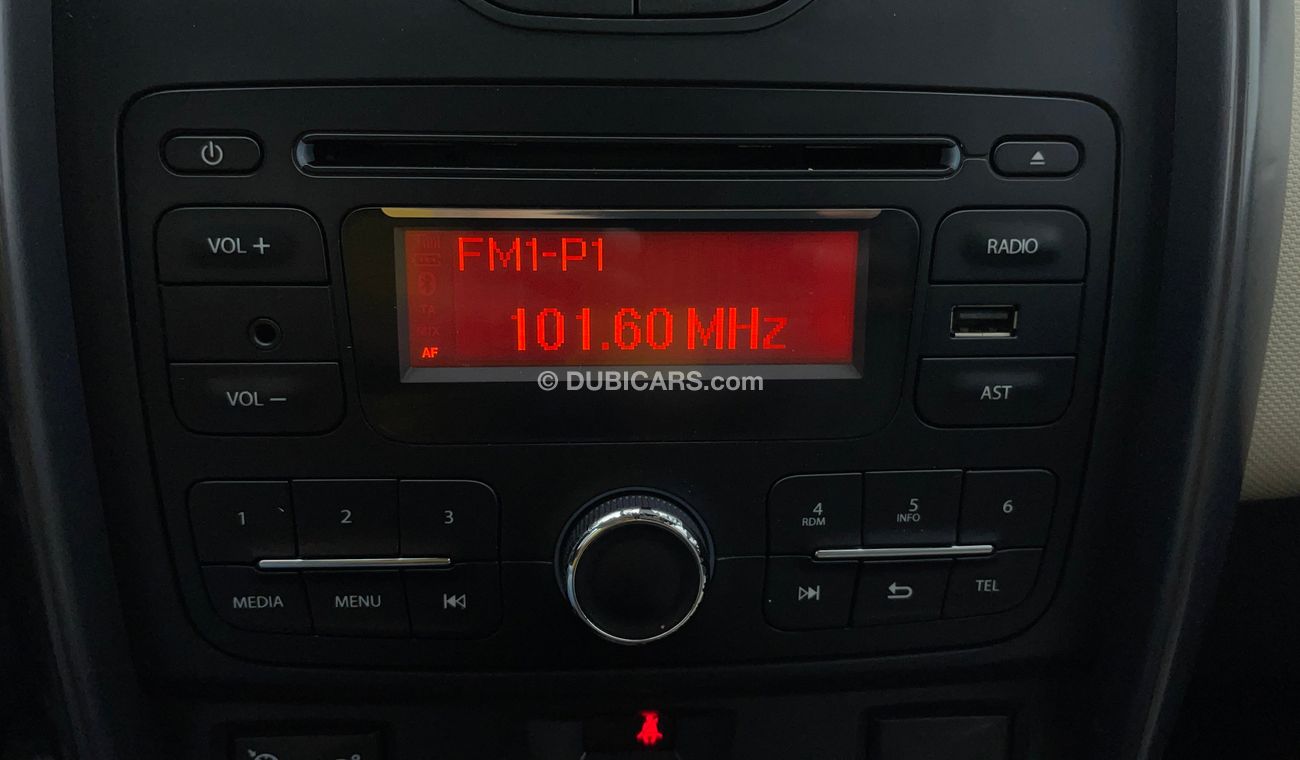 VOL +
RADIO
FM1-P1
101.60 MHz
TA
AF
VOL −
AST
© DUBICARS.com
1 2 3
4 5 6
RDM INFO
MEDIA MENU
TEL